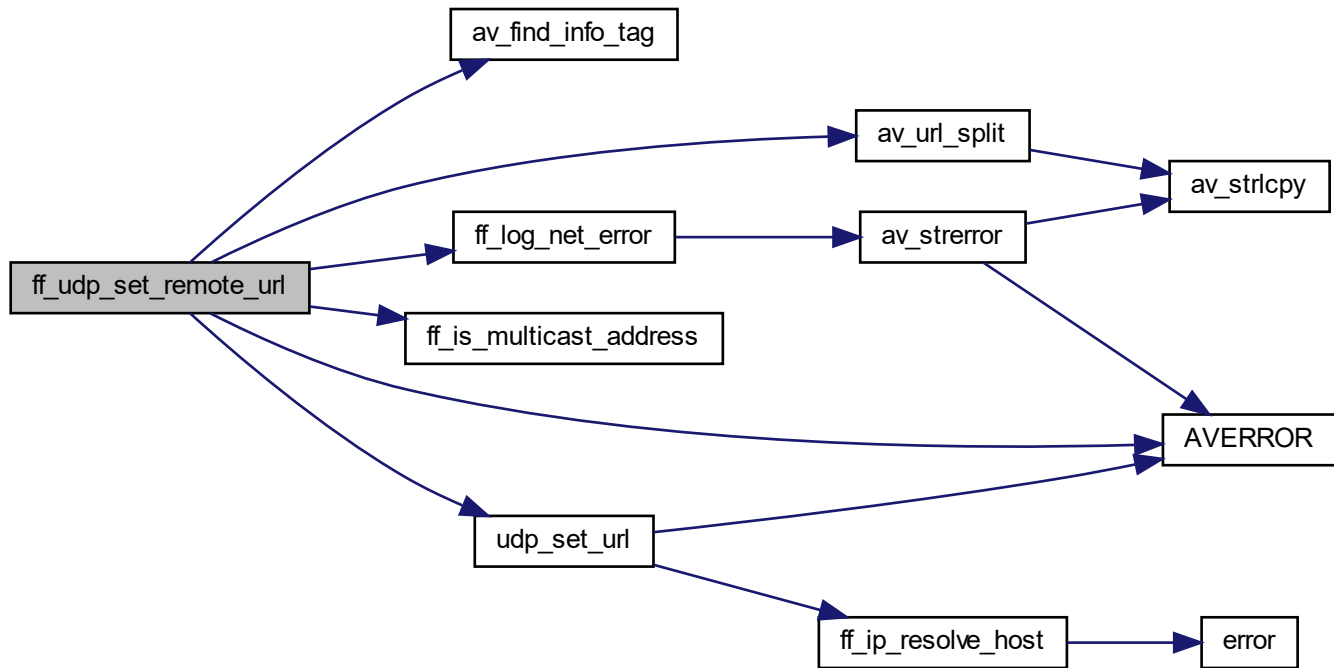 av_find_info_tag
av_url_split
av_strlcpy
ff_log_net_error
av_strerror
ff_udp_set_remote_url
ff_is_multicast_address
AVERROR
udp_set_url
ff_ip_resolve_host
error